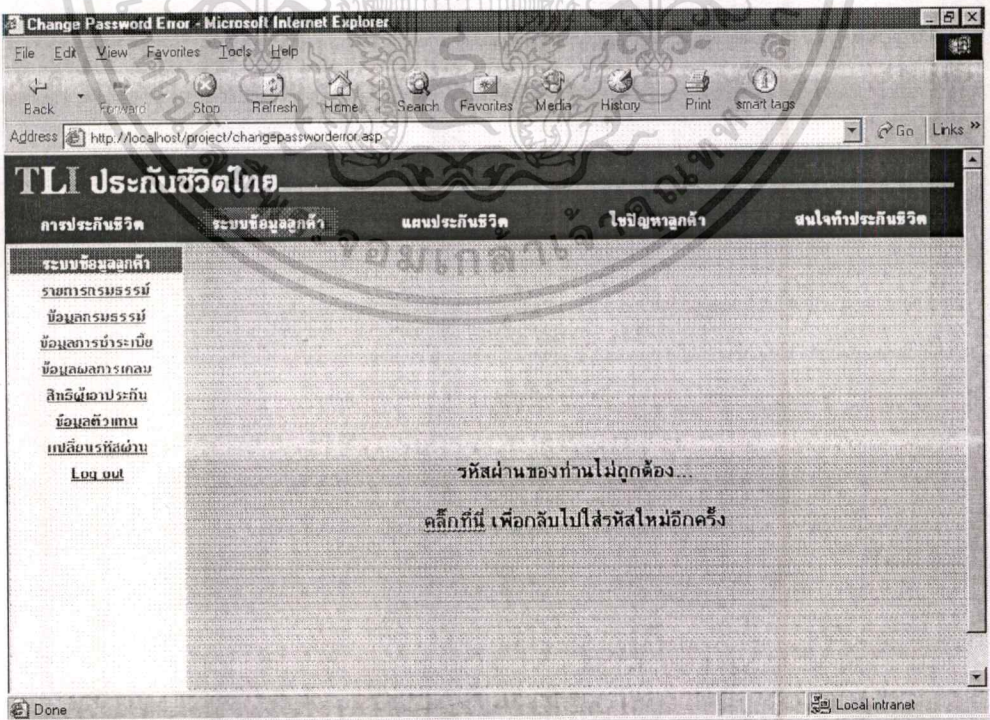 Change Password Error - Microsoft Internet Explorer
File Edit View Favorites Tools Help
Back Forward Stop Refresh Home Search Favorites Media History Print smart tags
Address http://localhost/project/changepassworderror.asp Go Links »
TLI ประกันชีวิตไทย
การประกันชีวิต ระบบข้อมูลลูกค้า แผนประกันชีวิต ไขปัญหาลูกค้า สนใจทำประกันชีวิต
ระบบข้อมูลลูกค้า
รายการกรมธรรม์
ข้อมูลกรมธรรม์
ข้อมูลการชำระเบี้ย
ข้อมูลผลการเคลม
สิทธิผู้เอาประกัน
ข้อมูลตัวแทน
เปลี่ยนรหัสผ่าน
Log out
รหัสผ่านของท่านไม่ถูกต้อง...
คลิ๊กที่นี่ เพื่อกลับไปใส่รหัสใหม่อีกครั้ง
Done Local intranet